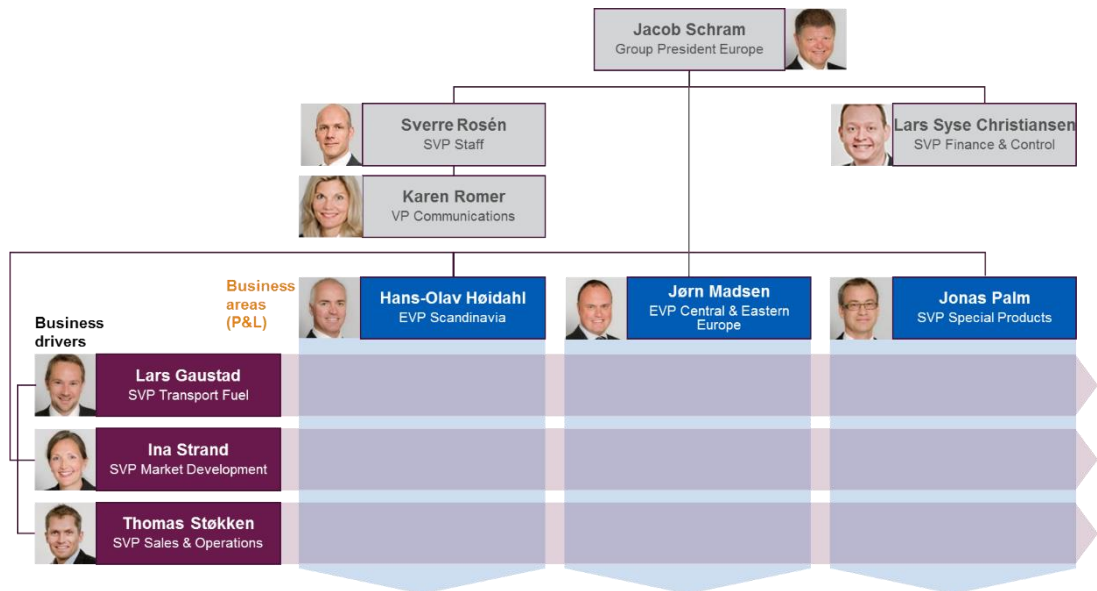 Jacob Schram
Group President Europe
Sverre Rosén
SVP Staff
Lars Syse Christiansen
SVP Finance & Control
Karen Romer
VP Communications
Business
areas
(P&L)
Hans-Olav Høidahl
EVP Scandinavia
Jørn Madsen
EVP Central & Eastern
Europe
Jonas Palm
SVP Special Products
Business
drivers
Lars Gaustad
SVP Transport Fuel
Ina Strand
SVP Market Development
Thomas Støkken
SVP Sales & Operations